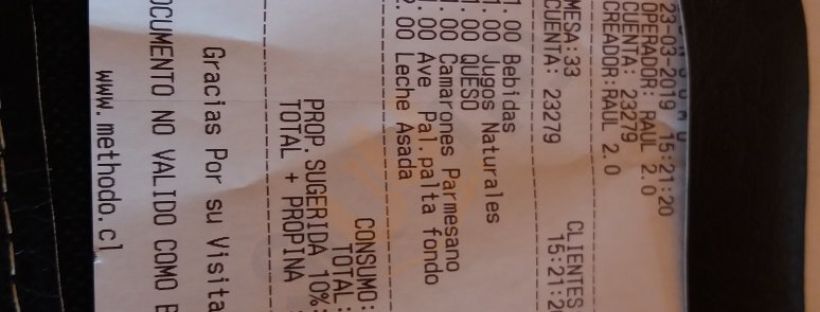 23-03-2019 15:21:20
OPERADOR: RAUL 2.0
CUENTA: 23279
CREADOR:RAUL 2.0
MESA:33 CLIENTES
CUENTA: 23279 15:21:20
1.00 Bebidas
1.00 Jugos Naturales
.00 QUESO
.00 Camarones Parmesano
1.00 Ave Pal.palta fondo
2.00 Leche Asada
CONSUMO:
TOTAL:
PROP.SUGERIDA 10%:
TOTAL + PROPINA :
Gracias Por su Visita
OCUMENTO NO VALIDO COMO
www.methodo.cl